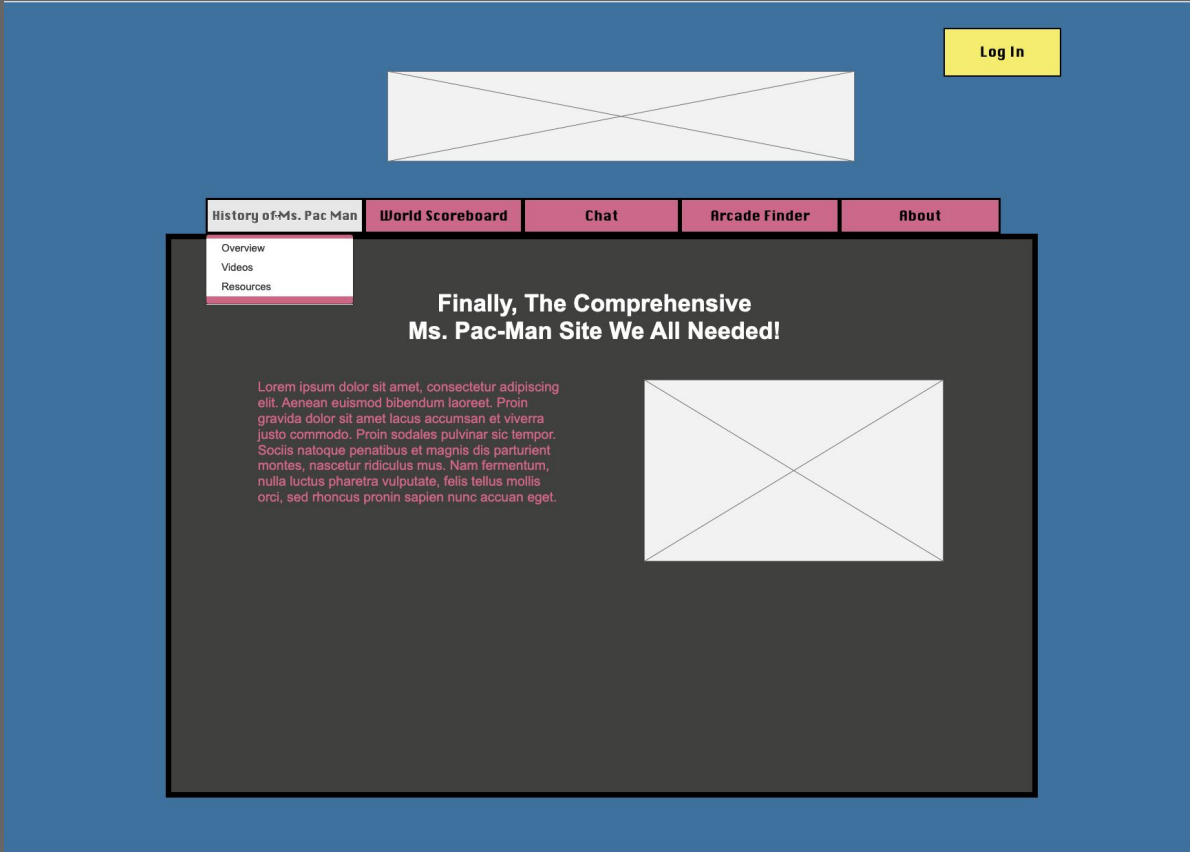 Log In
History of Ms. Pac Man
World Scoreboard
Chat
Arcade Finder
About
Overview
Videos
Resources
Finally, The Comprehensive
Ms. Pac-Man Site We All Needed!
Lorem ipsum dolor sit amet, consectetur adipiscing
elit. Aenean euismod bibendum laoreet. Proin
gravida dolor sit amet lacus accumsan et viverra
justo commodo. Proin sodales pulvinar sic tempor.
Sociis natoque penatibus et magnis dis parturient
montes, nascetur ridiculus mus. Nam fermentum,
nulla luctus pharetra vulputate, felis tellus mollis
orci, sed rhoncus pronin sapien nunc accuan eget.